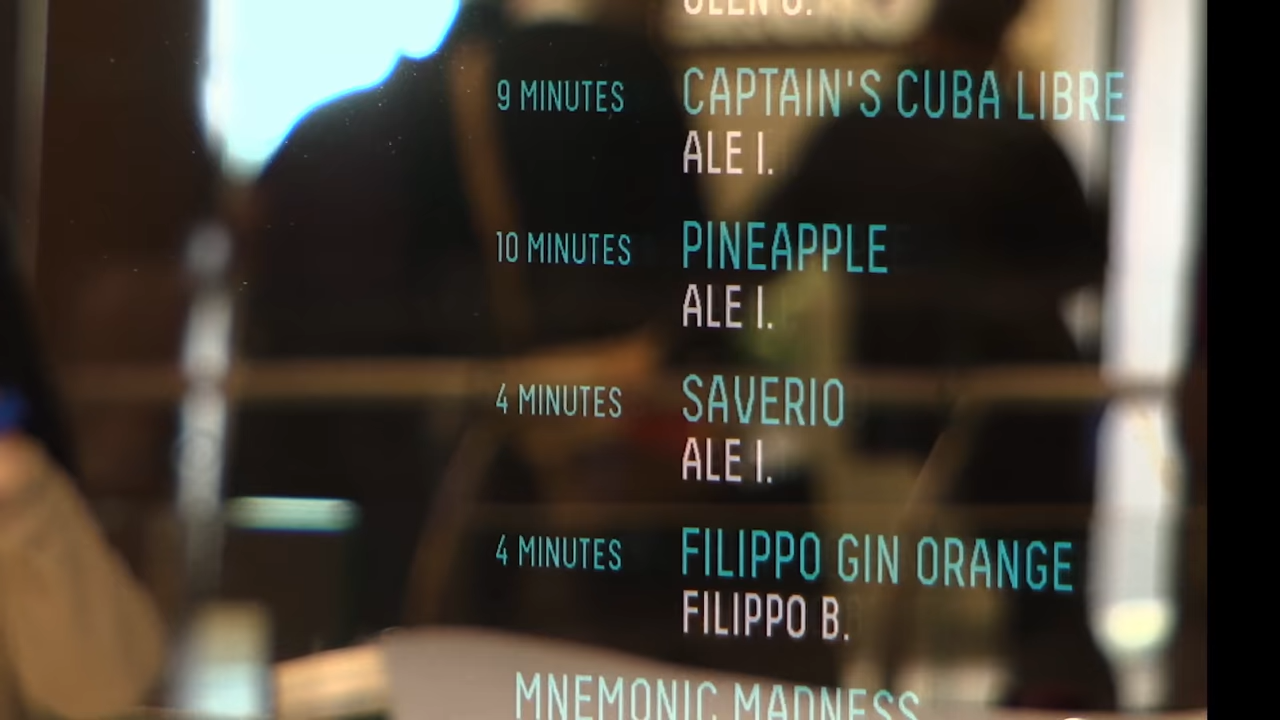 9 MINUTES CAPTAIN'S CUBA LIBRE
ALE I.
10 MINUTES PINEAPPLE
ALE I.
4 MINUTES SAVERIO
ALE I.
4 MINUTES FILIPPO GIN ORANGE
FILIPPO B.
MNEMONIC MADNESS